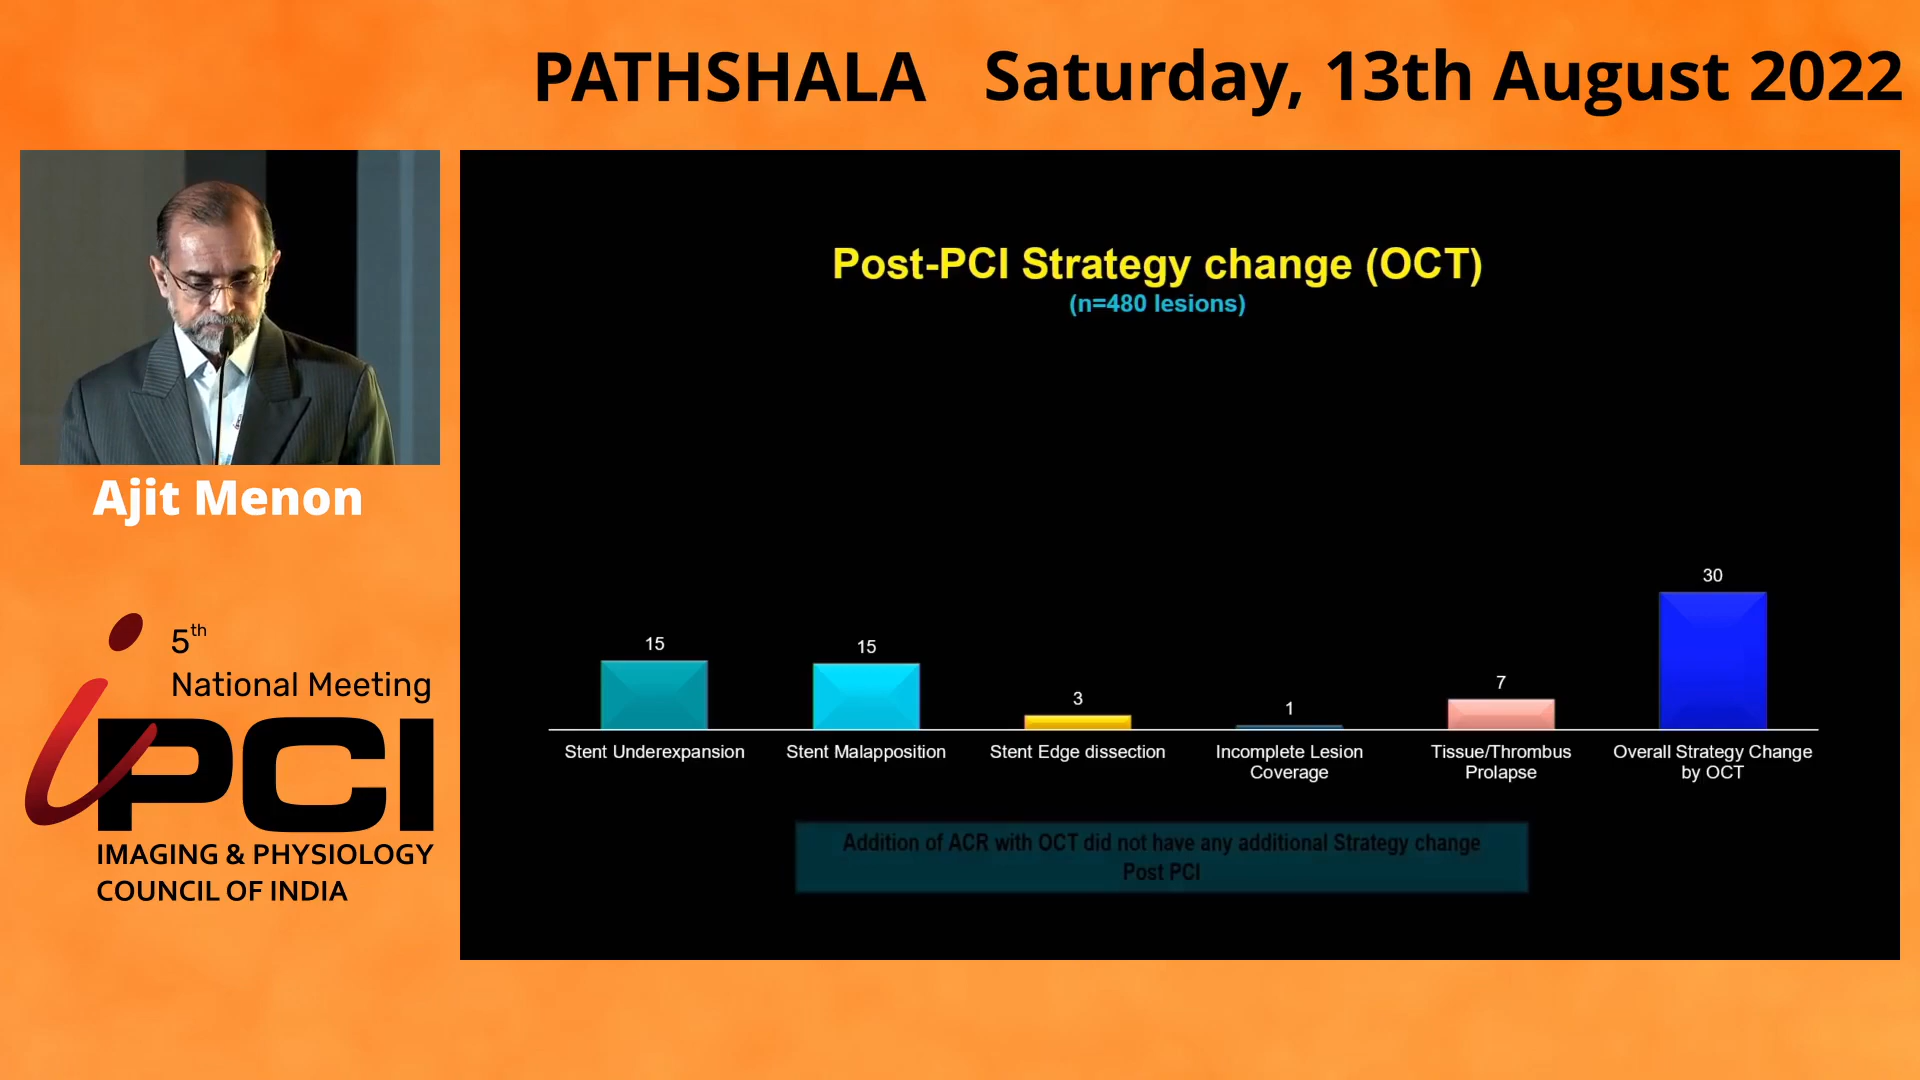 PATHSHALA Saturday, 13th August 2022
Ajit Menon
5th
National Meeting
iPCI
IMAGING & PHYSIOLOGY
COUNCIL OF INDIA
Post-PCI Strategy change (OCT)
(n=480 lesions)
15
15
3
1
7
30
Stent Underexpansion
Stent Malapposition
Stent Edge dissection
Incomplete Lesion
Coverage
Tissue/Thrombus
Prolapse
Overall Strategy Change
by OCT
Addition of ACR with OCT did not have any additional Strategy change
Post PCI